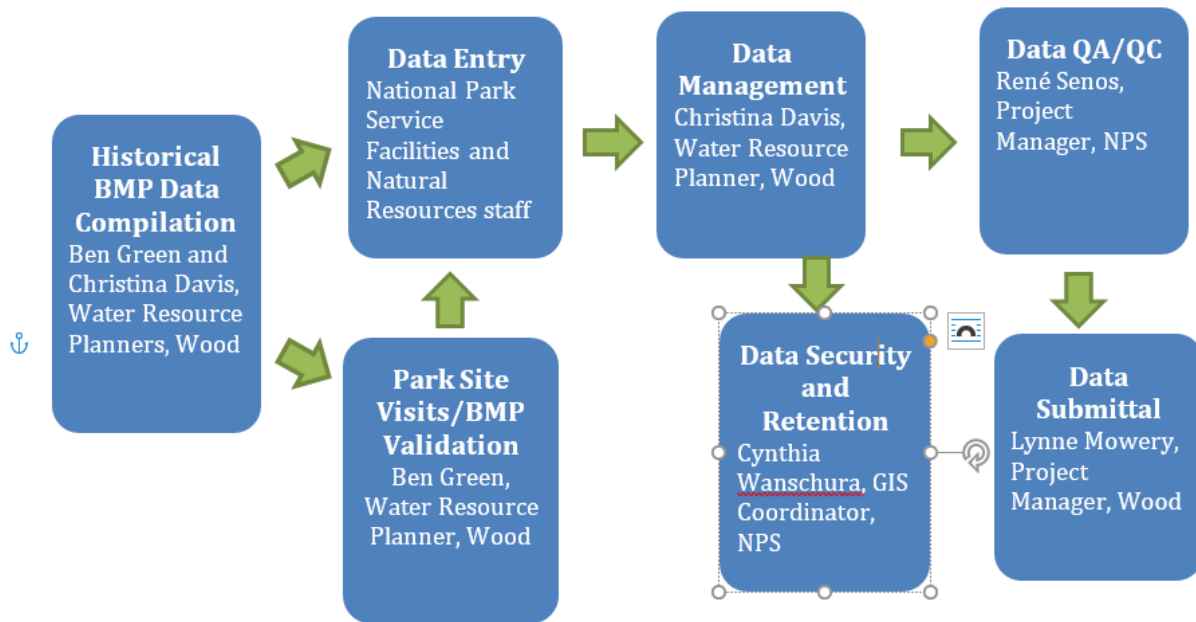 Historical
BMP Data
Compilation
Ben Green and
Christina Davis,
Water Resource
Planners, Wood
Data Entry
National Park
Service
Facilities and
Natural
Resources staff
Park Site
Visits/BMP
Validation
Ben Green,
Water Resource
Planner, Wood
Data
Management
Christina Davis,
Water Resource
Planner, Wood
Data Security
and
Retention
Cynthia
Wanschura, GIS
Coordinator,
NPS
Data QA/QC
René Senos,
Project
Manager, NPS
Data
Submittal
Lynne Mowery,
Project
Manager, Wood